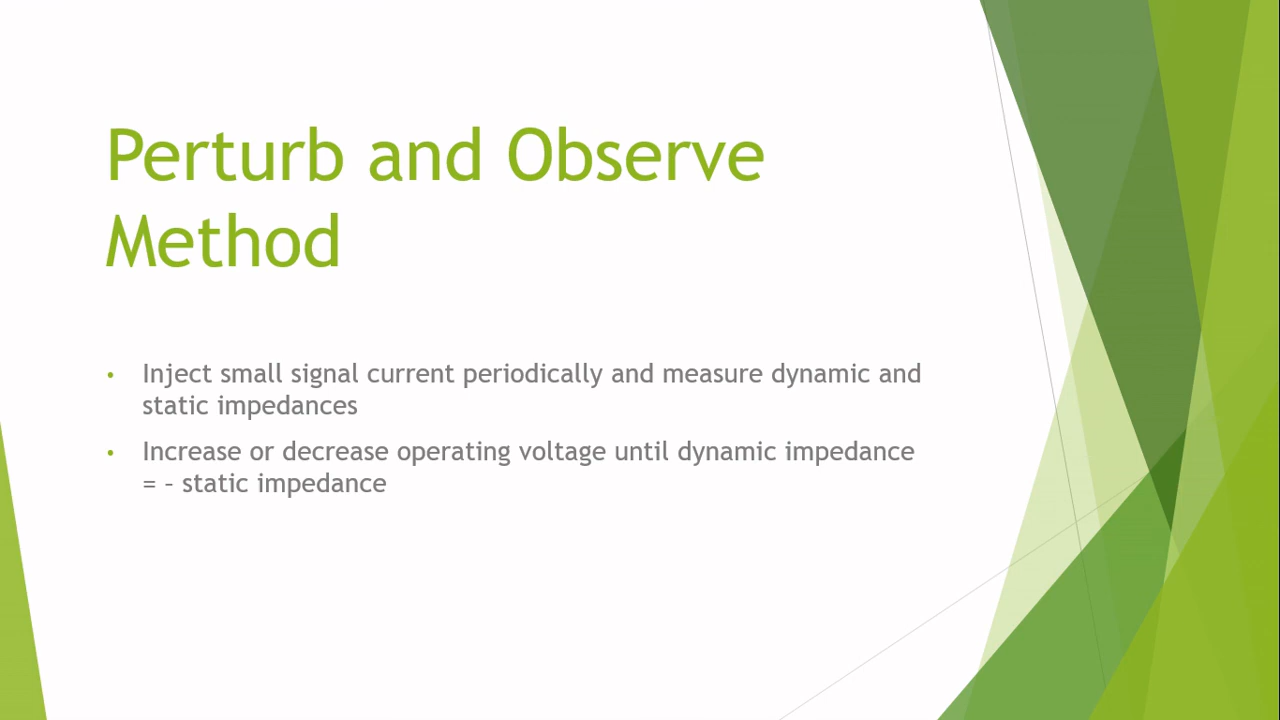 Perturb and Observe
Method
• Inject small signal current periodically and measure dynamic and
static impedances
• Increase or decrease operating voltage until dynamic impedance
= – static impedance